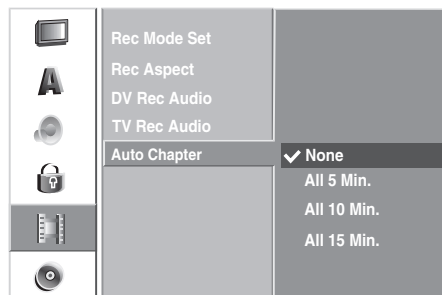 A
Rec Mode Set
Rec Aspect
DV Rec Audio
TV Rec Audio
Auto Chapter
None
All 5 Min.
All 10 Min.
All 15 Min.